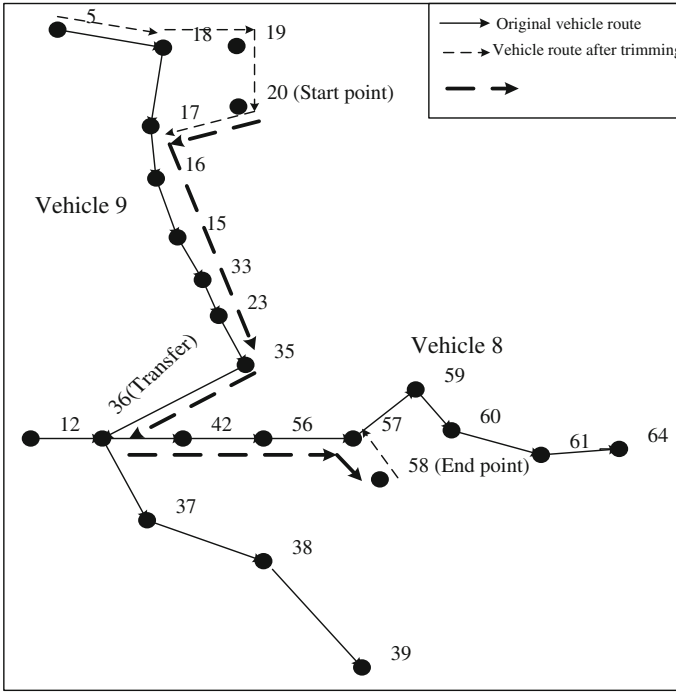 5
18
19
Original vehicle route
Vehicle route after trimming
20 (Start point)
17
16
Vehicle 9
15
33
23
35
36(Transfer)
Vehicle 8
59
12
42
56
57
60
61
64
58 (End point)
37
38
39